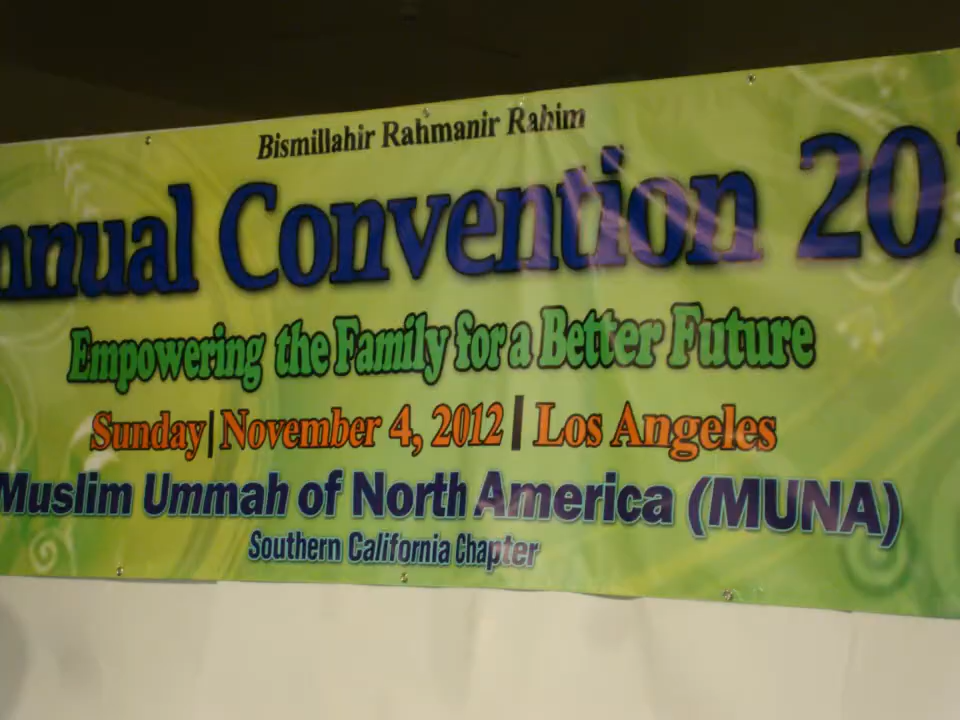 Bismillahir Rahmanir Rahim
nnual Convention 201
Empowering the Family for a Better Future
Sunday| November 4, 2012 | Los Angeles
Muslim Ummah of North America (MUNA)
Southern California Chapter